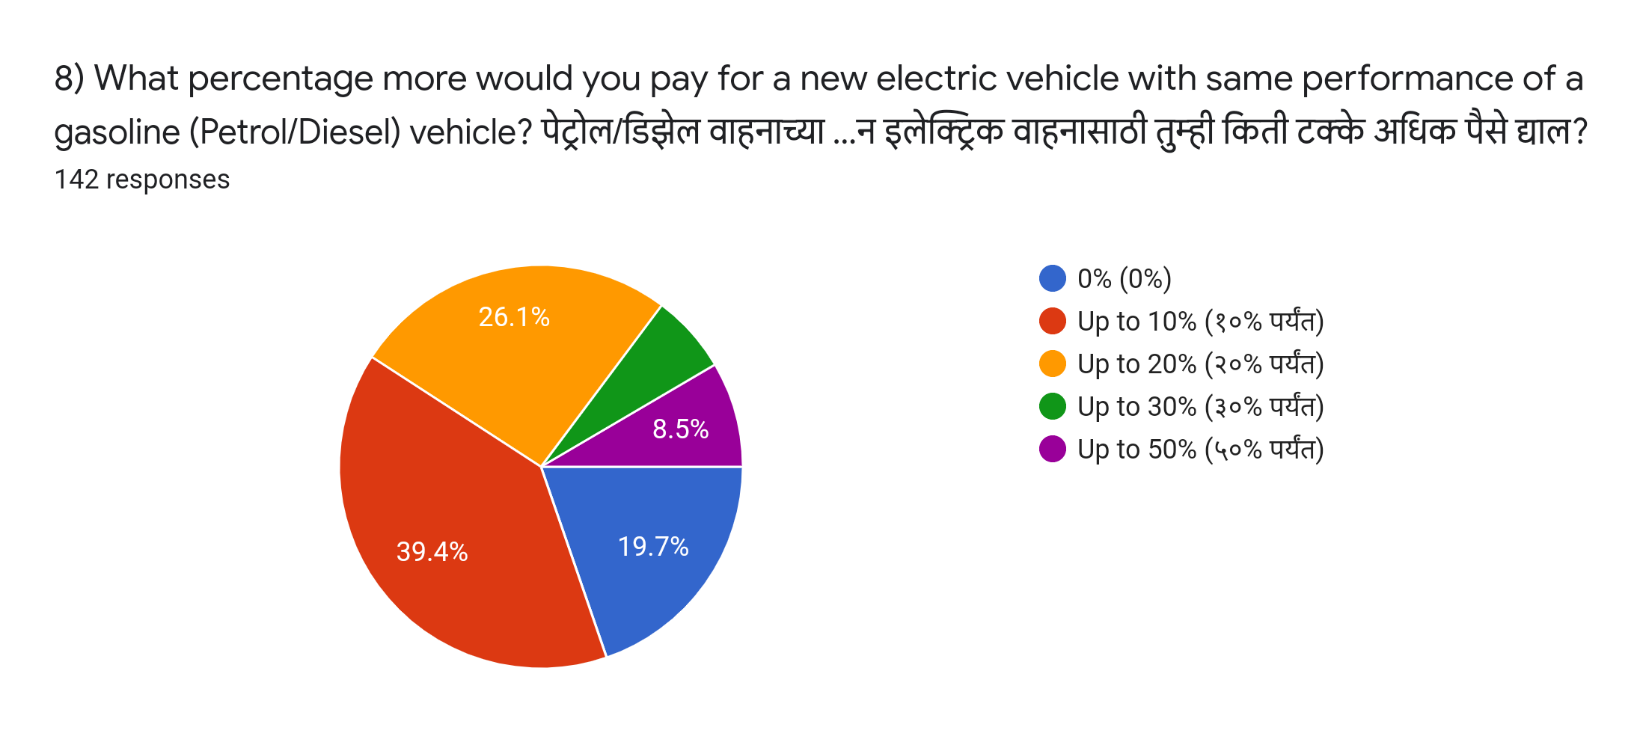 8) What percentage more would you pay for a new electric vehicle with same performance of a
gasoline (Petrol/Diesel) vehicle? पेट्रोल/डिझेल वाहनाच्या ...न इलेक्ट्रिक वाहनासाठी तुम्ही किती टक्के अधिक पैसे द्याल?
142 responses
0% (0%)
Up to 10% (१०% पर्यंत)
Up to 20% (२०% पर्यंत)
Up to 30% (३०% पर्यंत)
Up to 50% (५०% पर्यंत)
26.1%
8.5%
19.7%
39.4%